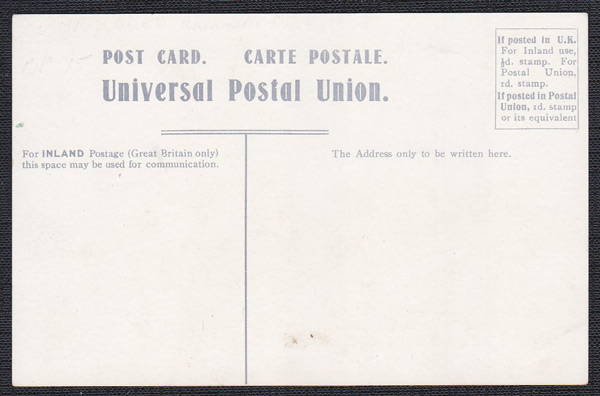 POST CARD. CARTE POSTALE.
Universal Postal Union.
If posted in U.K.
For Inland use,
½d. stamp. For
Postal Union,
1d. stamp.
If posted in Postal
Union, 1d. stamp
or its equivalent
For INLAND Postage (Great Britain only)
this space may be used for communication.
The Address only to be written here.